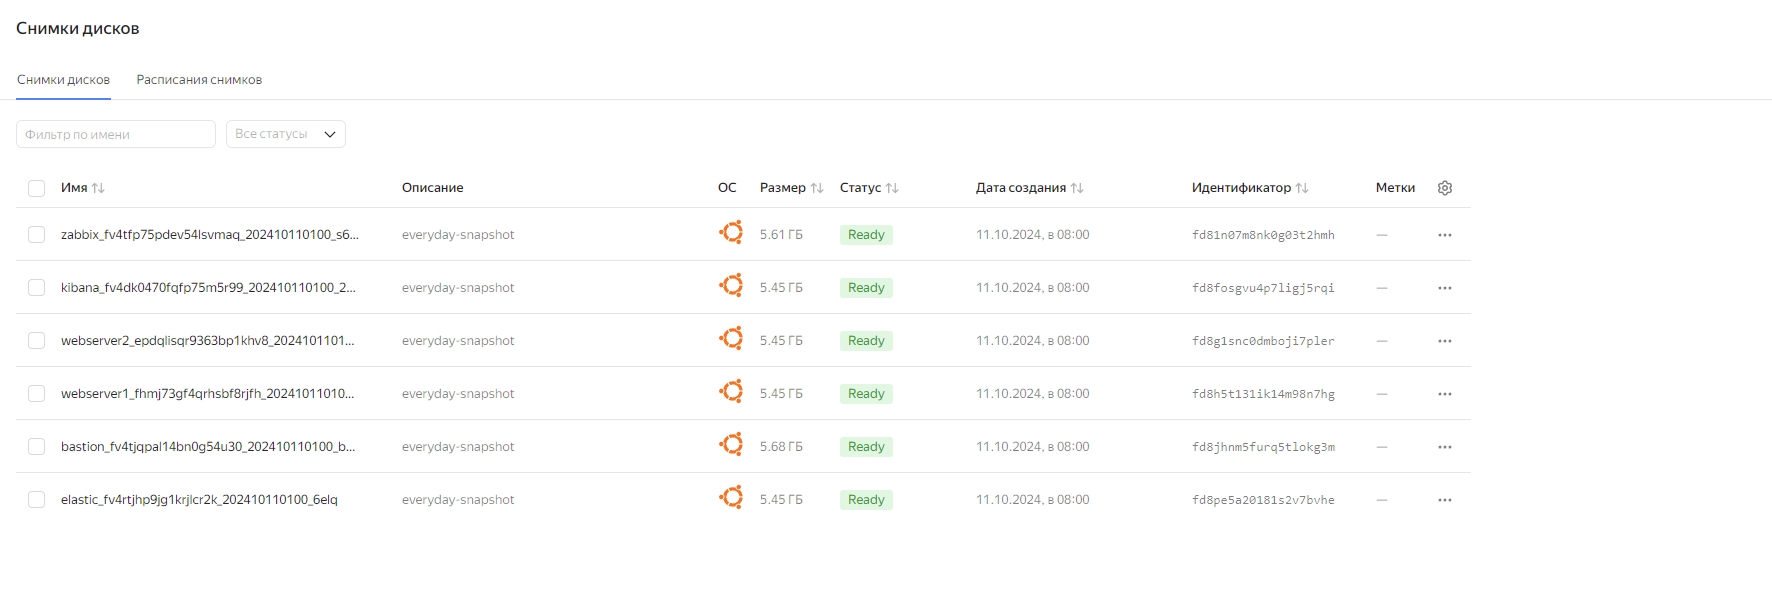 Снимки дисков
Снимки дисков Расписания снимков
Фильтр по имени Все статусы
Имя Описание ОС Размер Статус Дата создания Идентификатор Метки
zabbix_fv4tfp75pdev54lsvmaq_202410110100_s6... everyday-snapshot 5.61 ГБ Ready 11.10.2024, в 08:00 fd81n07m8nk0g03t2hmh —
kibana_fv4dk0470fqfp75m5r99_202410110100_2... everyday-snapshot 5.45 ГБ Ready 11.10.2024, в 08:00 fd8fosgvu4p7ligj5rqi —
webserver2_epdqlisqr9363bp1khv8_2024101101... everyday-snapshot 5.45 ГБ Ready 11.10.2024, в 08:00 fd8g1snc0dmboji7pler —
webserver1_fhmj73gf4qrhsbf8rjfh_20241011010... everyday-snapshot 5.45 ГБ Ready 11.10.2024, в 08:00 fd8h5t131ik14m98n7hg —
bastion_fv4tjqpal14bn0g54u30_202410110100_b... everyday-snapshot 5.68 ГБ Ready 11.10.2024, в 08:00 fd8jhnm5furq5tlokg3m —
elastic_fv4rtjhp9jg1krjlcr2k_202410110100_6elq everyday-snapshot 5.45 ГБ Ready 11.10.2024, в 08:00 fd8pe5a20181s2v7bvhe —